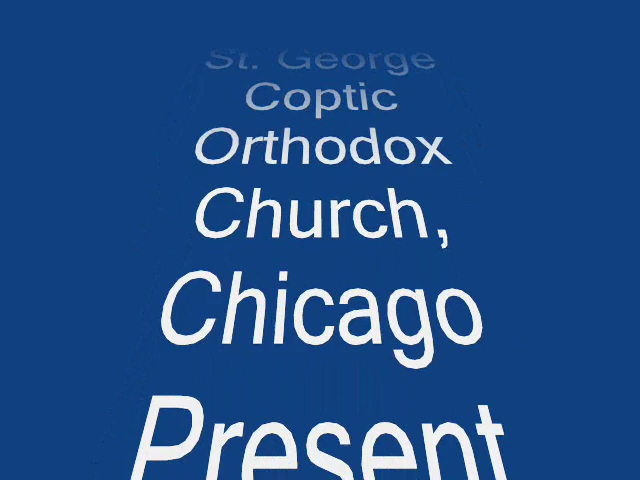 St. George
Coptic
Orthodox
Church,
Chicago
Present